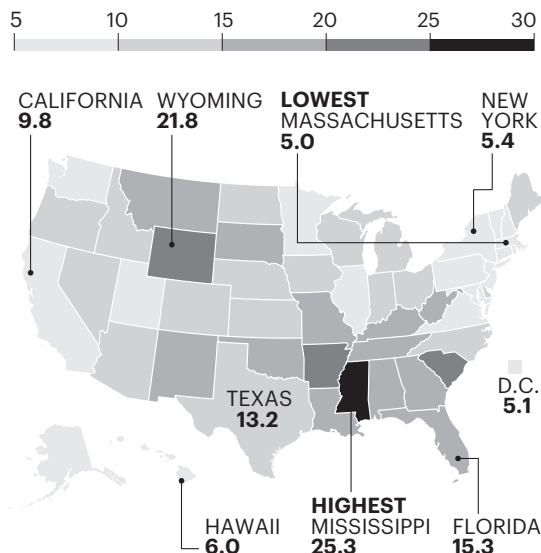 5 10 15 20 25 30
CALIFORNIA
9.8
WYOMING
21.8
LOWEST
MASSACHUSETTS
5.0
NEW
YORK
5.4
TEXAS
13.2
D.C.
5.1
HAWAII
6.0
HIGHEST
MISSISSIPPI
25.3
FLORIDA
15.3